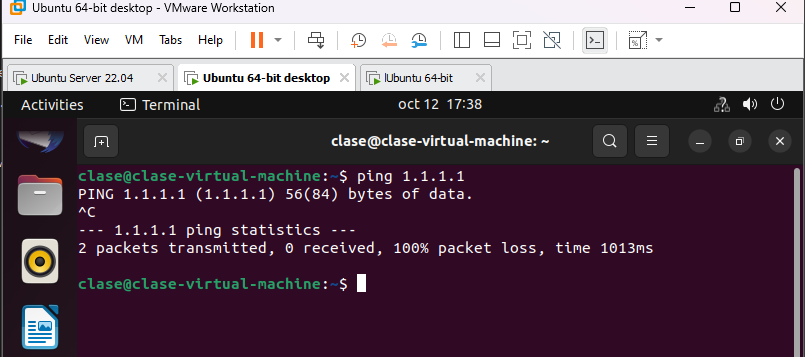 Ubuntu 64-bit desktop - VMware Workstation
File Edit View VM Tabs Help
Ubuntu Server 22.04 Ubuntu 64-bit desktop lUbuntu 64-bit
Activities Terminal oct 12 17:38
clase@clase-virtual-machine: ~
clase@clase-virtual-machine:~$ ping 1.1.1.1
PING 1.1.1.1 (1.1.1.1) 56(84) bytes of data.
^C
--- 1.1.1.1 ping statistics ---
2 packets transmitted, 0 received, 100% packet loss, time 1013ms
clase@clase-virtual-machine:~$